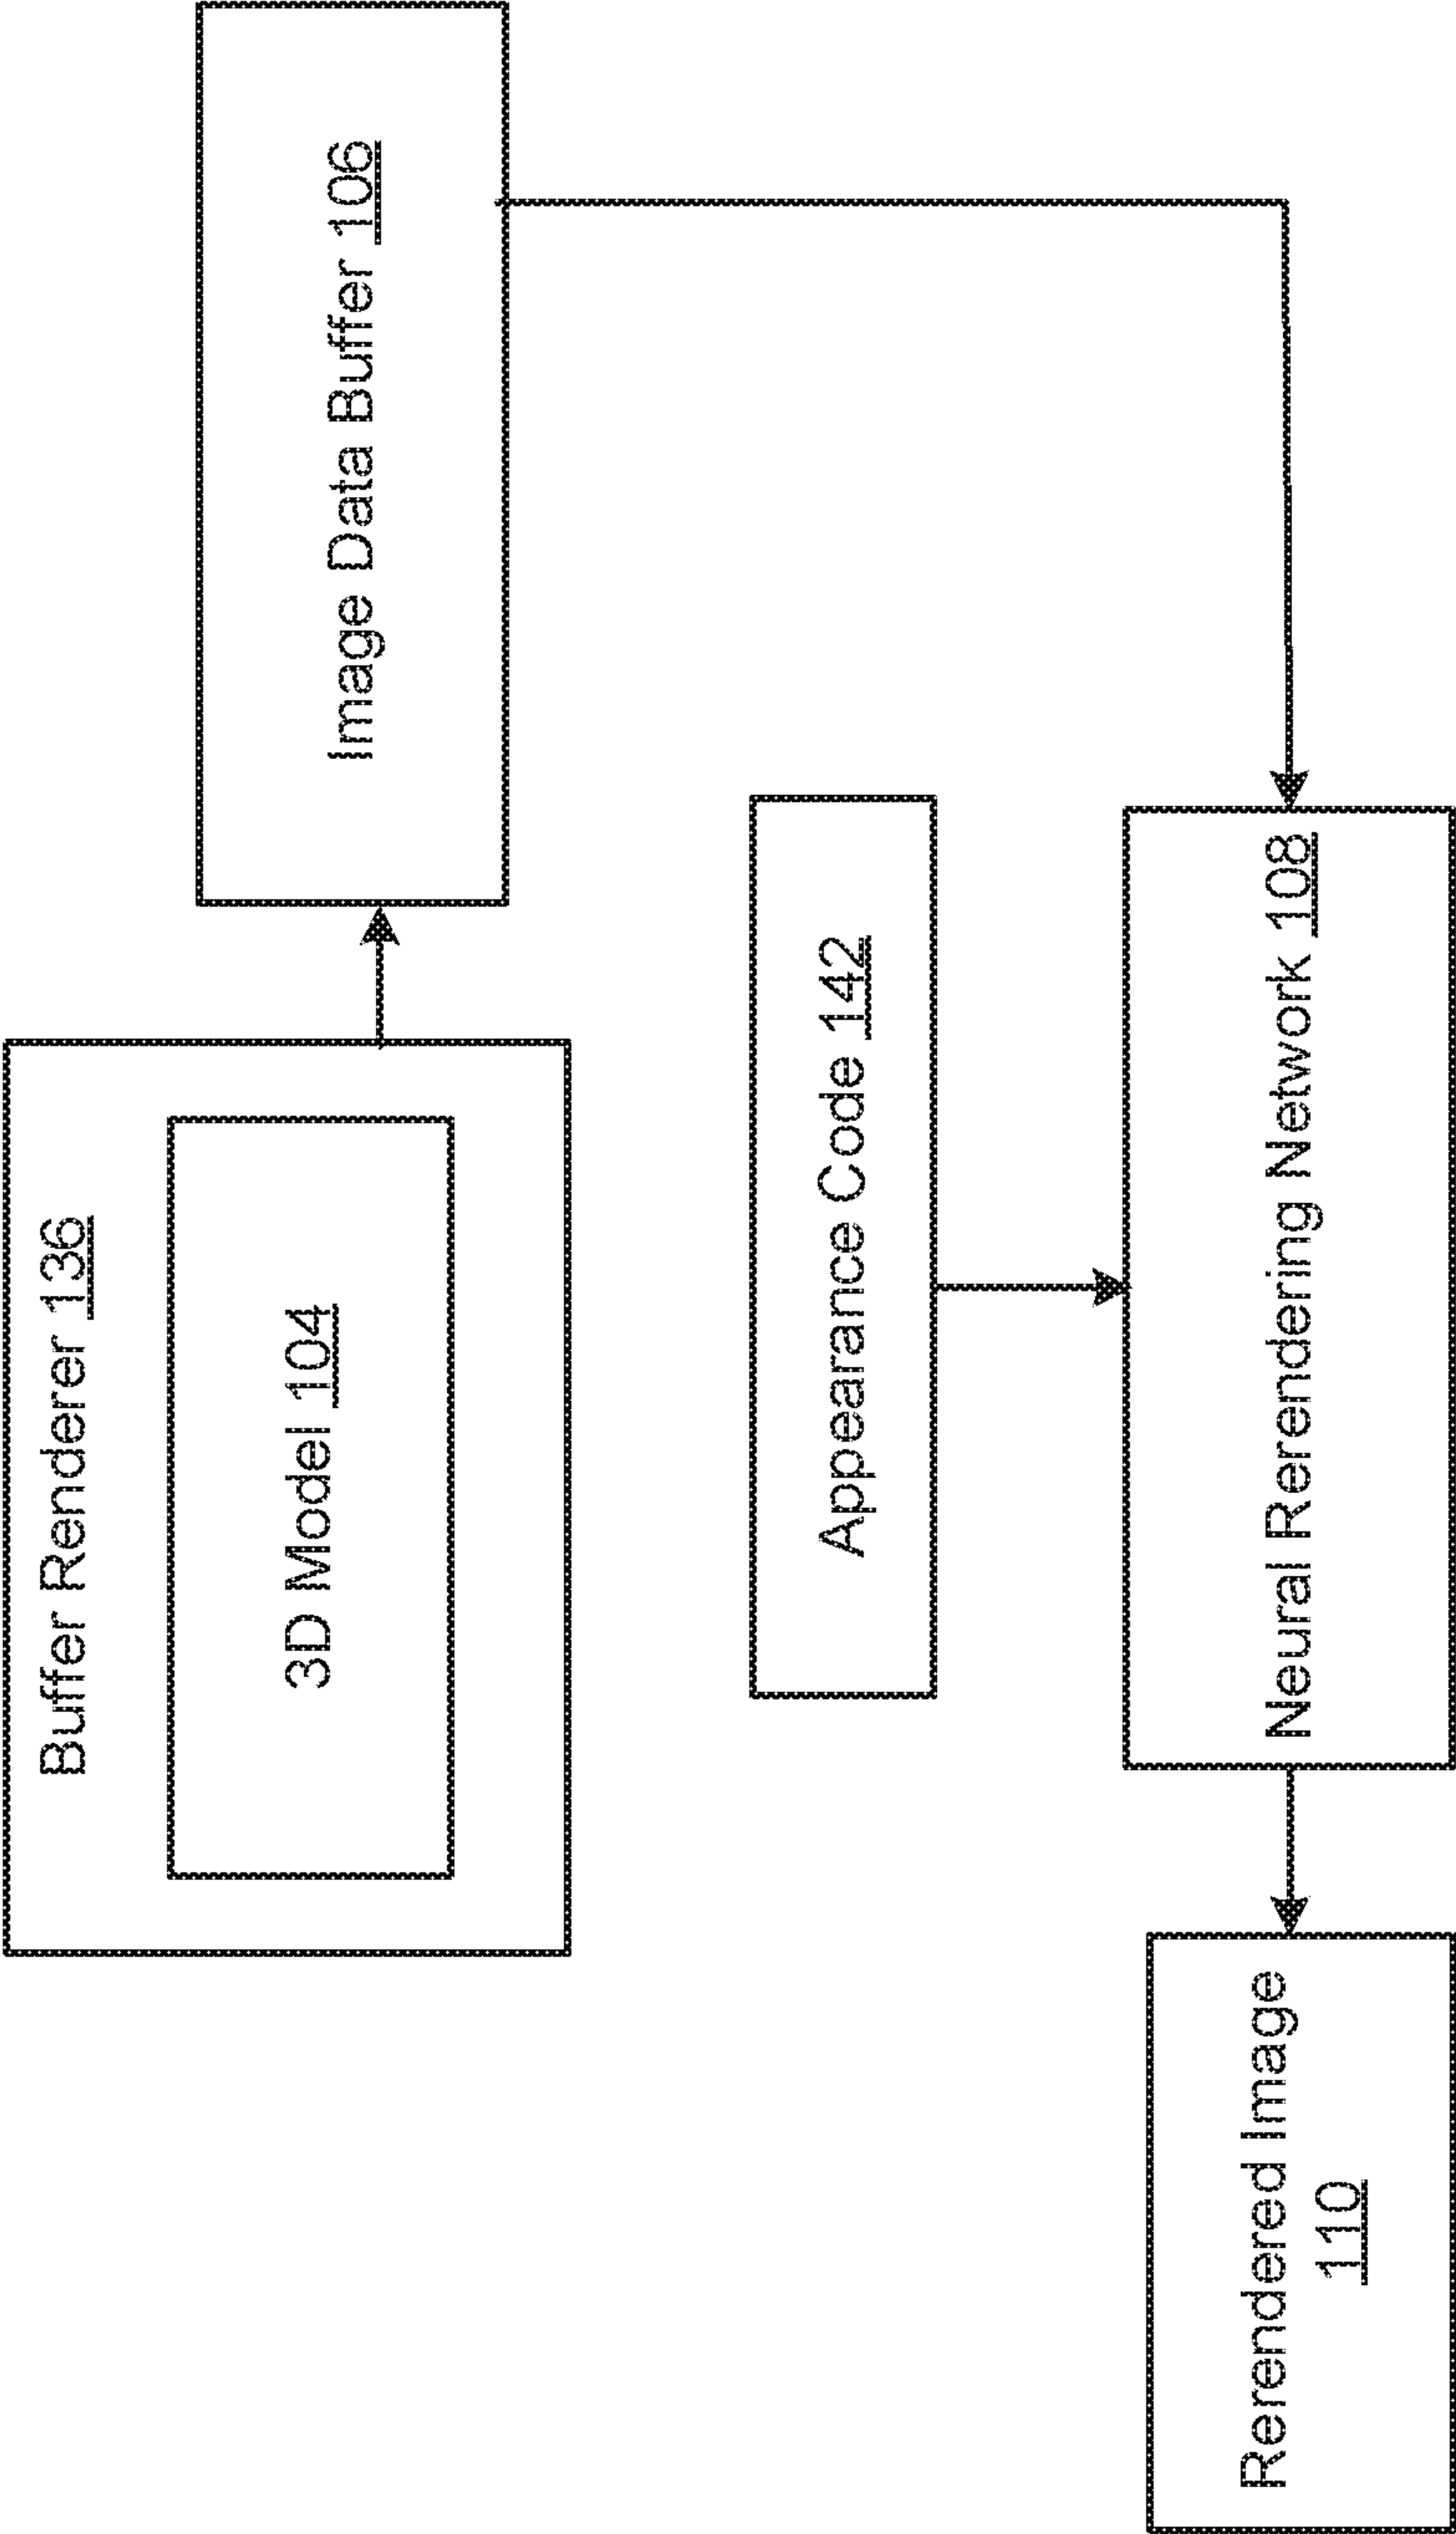 Buffer Renderer 136
3D Model 104
Image Data Buffer 106
Appearance Code 142
Neural Rerendering Network 108
Rerendered Image
110